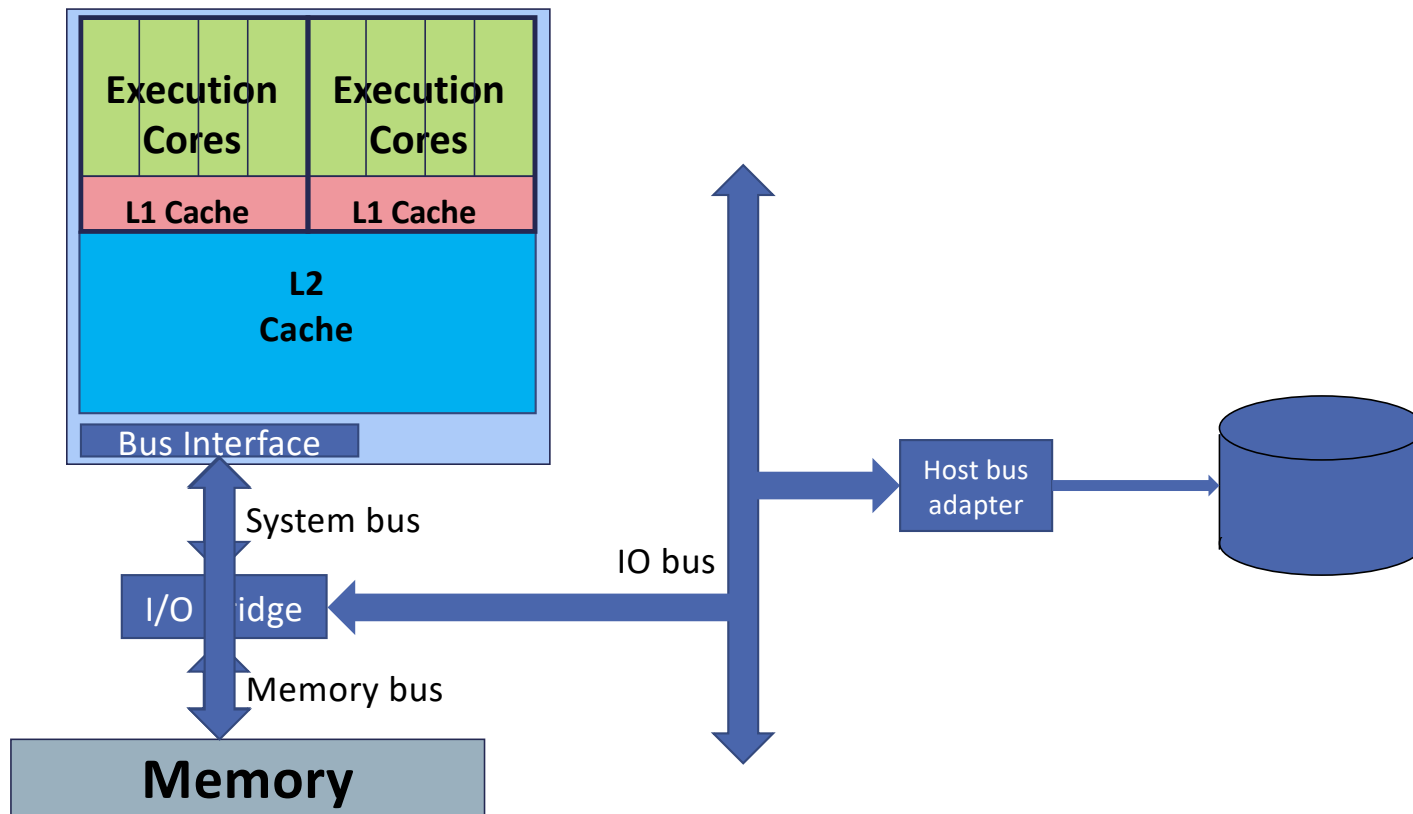 Execution
Cores
Execution
Cores
L1 Cache
L1 Cache
L2
Cache
Bus Interface
System bus
I/O ridge
Memory bus
Memory
IO bus
Host bus
adapter